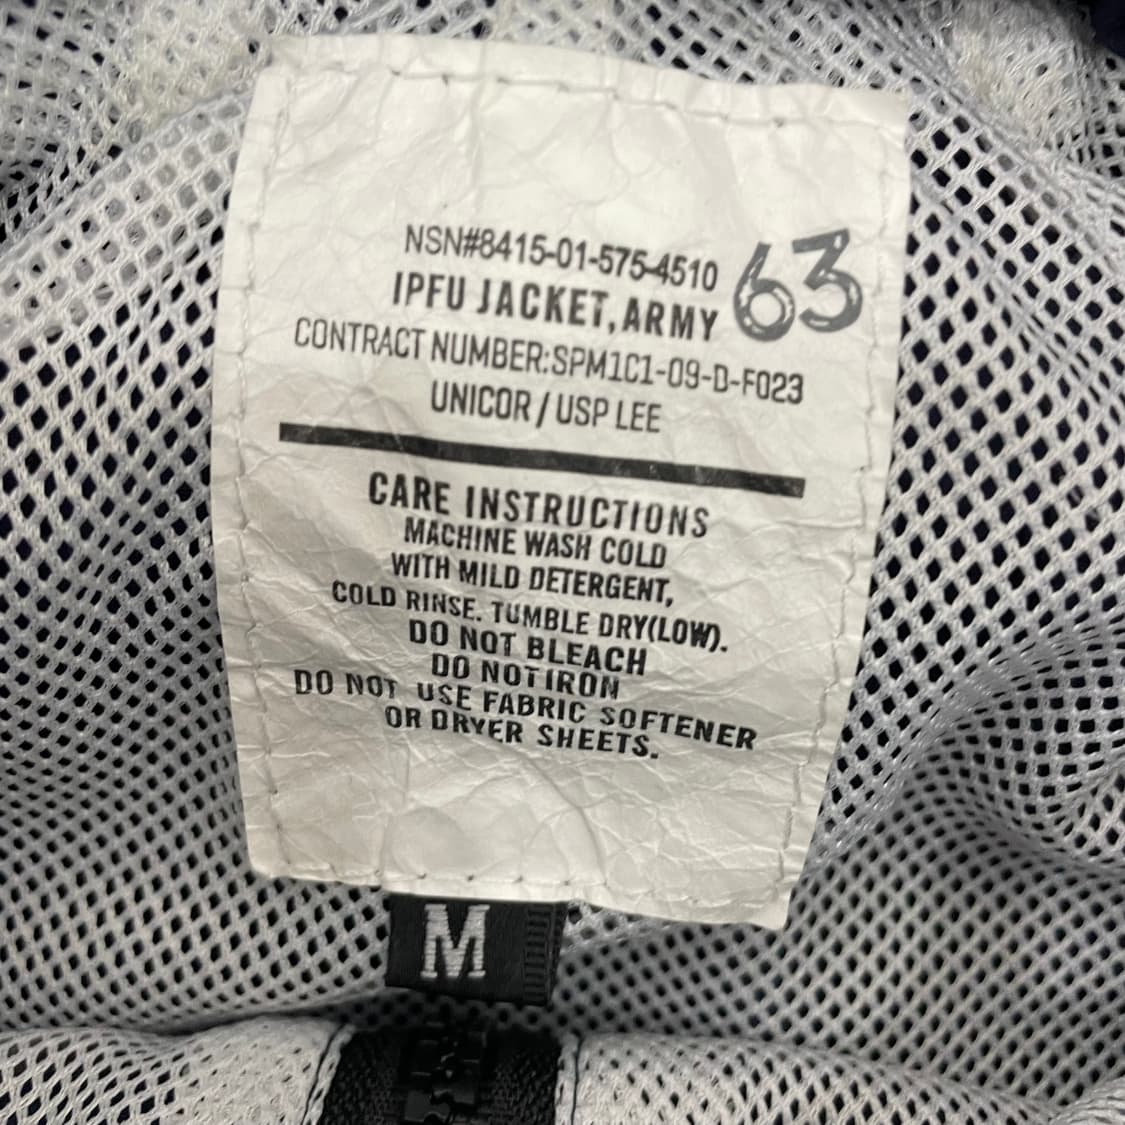 NSN#8415-01-575-4510
63
IPFU JACKET, ARMY
CONTRACT NUMBER:SPM1C1-09-D-F023
UNICOR / USP LEE
CARE INSTRUCTIONS
MACHINE WASH COLD
WITH MILD DETERGENT,
COLD RINSE. TUMBLE DRY(LOW).
DO NOT BLEACH
DO NOT IRON
DO NOT USE FABRIC SOFTENER
OR DRYER SHEETS.
M